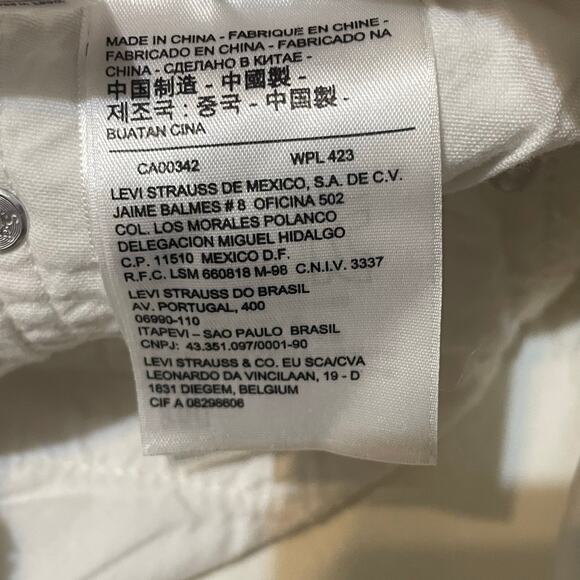 MADE IN CHINA - FABRIQUE EN CHINE -
FABRICADO EN CHINA - FABRICADO NA
CHINA - СДЕЛАНО В КИТАЕ -
中国制造 - 中國製 -
제조국 : 중국 - 中国製 -
BUATAN CINA
CA00342 WPL 423
LEVI STRAUSS DE MEXICO, S.A. DE C.V.
JAIME BALMES # 8 OFICINA 502
COL. LOS MORALES POLANCO
DELEGACION MIGUEL HIDALGO
C.P. 11510 MEXICO D.F.
R.F.C. LSM 660818 M-98 C.N.I.V. 3337
LEVI STRAUSS DO BRASIL
AV. PORTUGAL, 400
06990-110
ITAPEVI – SAO PAULO BRASIL
CNPJ: 43.351.097/0001-90
LEVI STRAUSS & CO. EU SCA/CVA
LEONARDO DA VINCILAAN, 19 - D
1831 DIEGEM, BELGIUM
CIF A 08298606